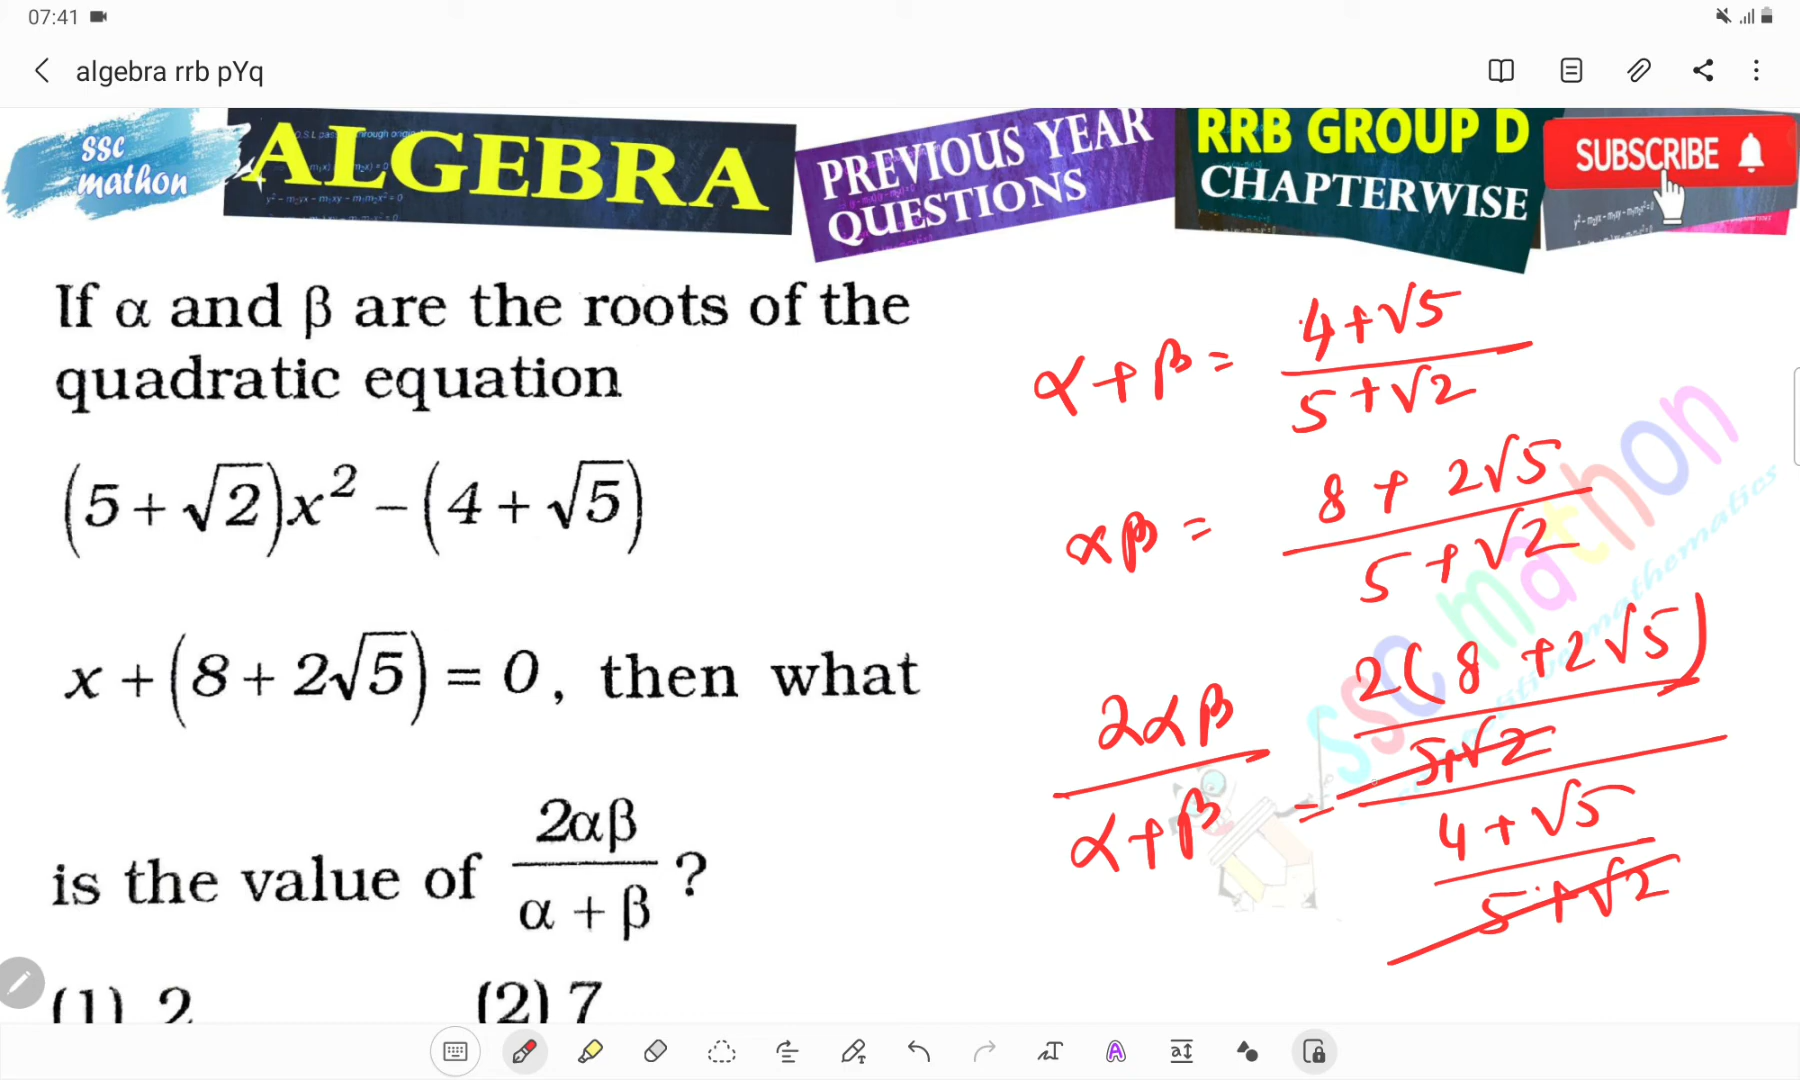 07:41
algebra rrb pYq
ssc
mathon
ALGEBRA
PREVIOUS YEAR
QUESTIONS
RRB GROUP D
CHAPTERWISE
SUBSCRIBE
If α and β are the roots of the
quadratic equation
(5 + √2)x² − (4 + √5)
x + (8 + 2√5) = 0, then what
is the value of 2αβ / α + β ?
(1) 2 (2) 7
α + β = 4 + √5 / 5 + √2
αβ = 8 + 2√5 / 5 + √2
2αβ / α + β = 2(8 + 2√5) / 5+√2 / 4 + √5 / 5 + √2
ssc mathon
mathematics